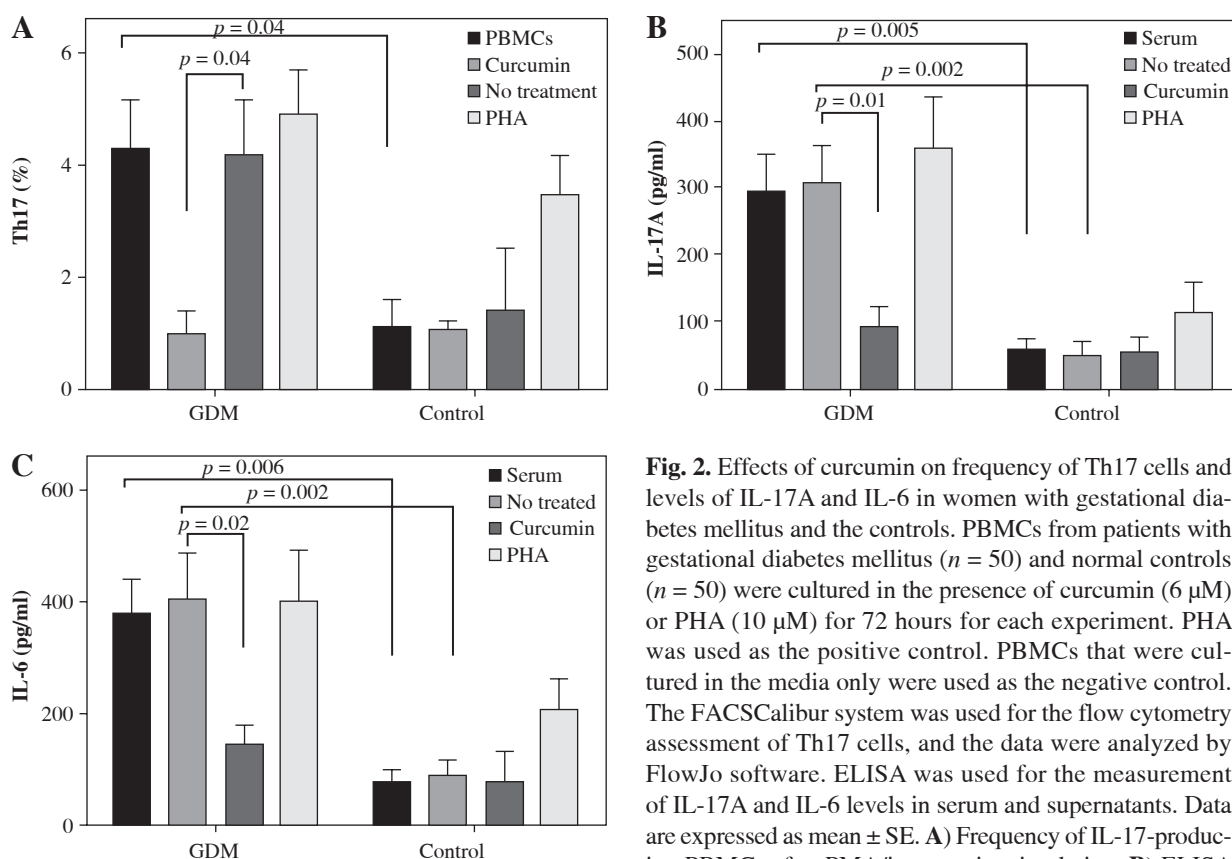 A
p = 0.04
p = 0.04
PBMCs
Curcumin
No treatment
PHA
6
4
2
0
Th17 (%)
GDM
Control
B
p = 0.005
p = 0.002
p = 0.01
Serum
No treated
Curcumin
PHA
500
400
300
200
100
0
IL-17A (pg/ml)
GDM
Control
C
p = 0.006
p = 0.002
p = 0.02
Serum
No treated
Curcumin
PHA
600
400
200
0
IL-6 (pg/ml)
GDM
Control
Fig. 2. Effects of curcumin on frequency of Th17 cells and
levels of IL-17A and IL-6 in women with gestational dia-
betes mellitus and the controls. PBMCs from patients with
gestational diabetes mellitus (n = 50) and normal controls
(n = 50) were cultured in the presence of curcumin (6 µM)
or PHA (10 µM) for 72 hours for each experiment. PHA
was used as the positive control. PBMCs that were cul-
tured in the media only were used as the negative control.
The FACSCalibur system was used for the flow cytometry
assessment of Th17 cells, and the data were analyzed by
FlowJo software. ELISA was used for the measurement
of IL-17A and IL-6 levels in serum and supernatants. Data
are expressed as mean ± SE. A) Frequency of IL-17-produc-